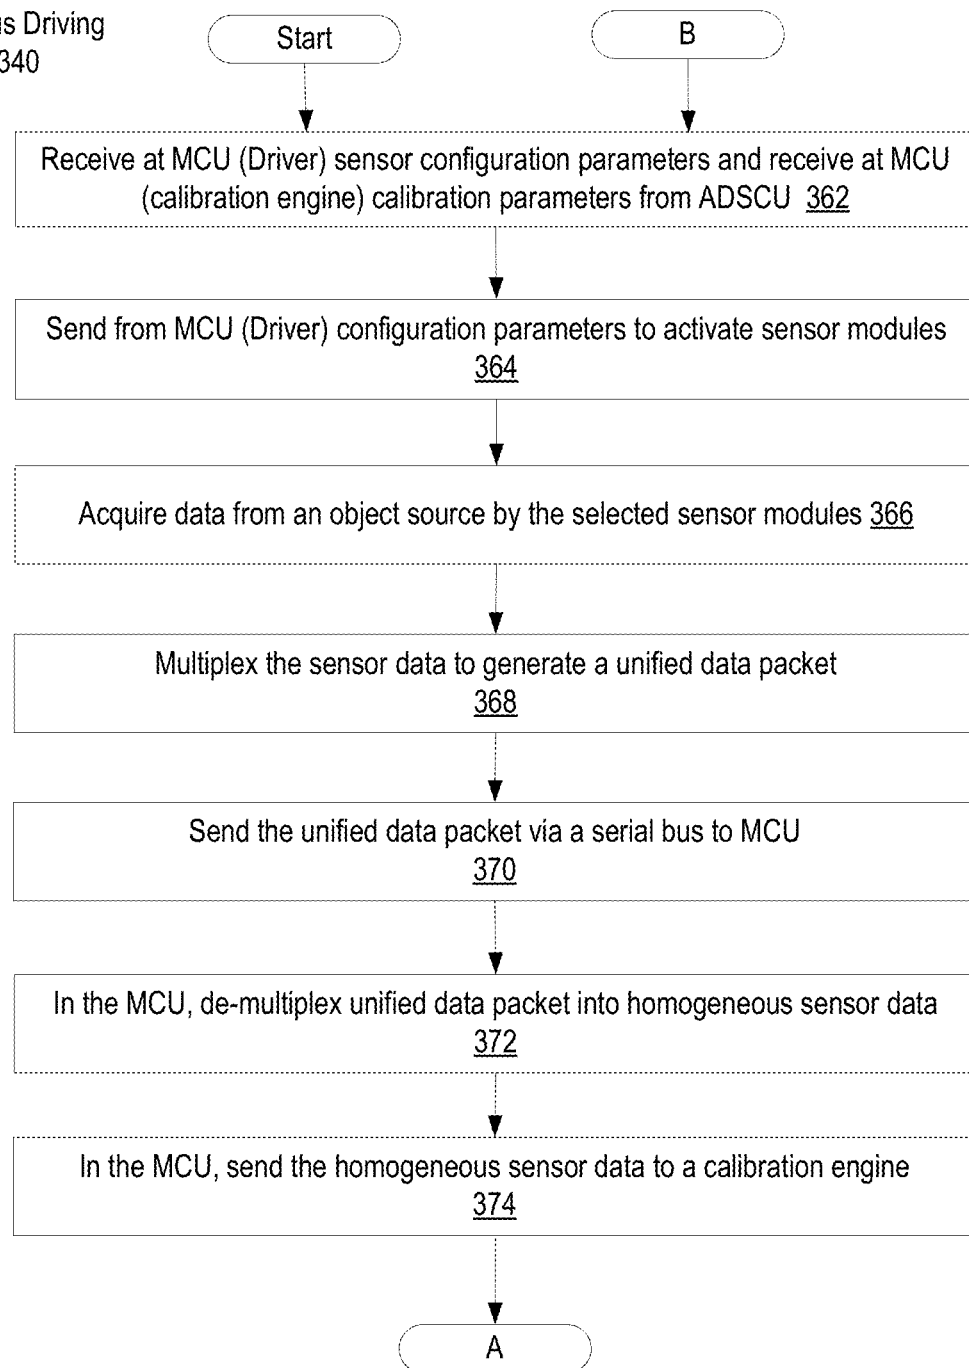 us Driving
340
Start
B
Receive at MCU (Driver) sensor configuration parameters and receive at MCU
(calibration engine) calibration parameters from ADSCU 362
Send from MCU (Driver) configuration parameters to activate sensor modules
364
Acquire data from an object source by the selected sensor modules 366
Multiplex the sensor data to generate a unified data packet
368
Send the unified data packet via a serial bus to MCU
370
In the MCU, de-multiplex unified data packet into homogeneous sensor data
372
In the MCU, send the homogeneous sensor data to a calibration engine
374
A